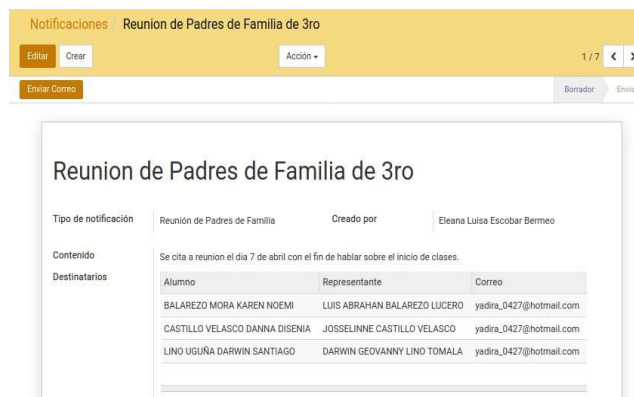 Notificaciones / Reunion de Padres de Familia de 3ro
Editar Crear Acción 1 / 7
Enviar Correo Borrador
Reunion de Padres de Familia de 3ro
Tipo de notificación Reunión de Padres de Familia Creado por Eleana Luisa Escobar Bermeo
Contenido Se cita a reunion el dia 7 de abril con el fin de hablar sobre el inicio de clases.
Destinatarios
Alumno Representante Correo
BALAREZO MORA KAREN NOEMI LUIS ABRAHAN BALAREZO LUCERO yadira_0427@hotmail.com
CASTILLO VELASCO DANNA DISENIA JOSSELINNE CASTILLO VELASCO yadira_0427@hotmail.com
LINO UGUÑA DARWIN SANTIAGO DARWIN GEOVANNY LINO TOMALA yadira_0427@hotmail.com